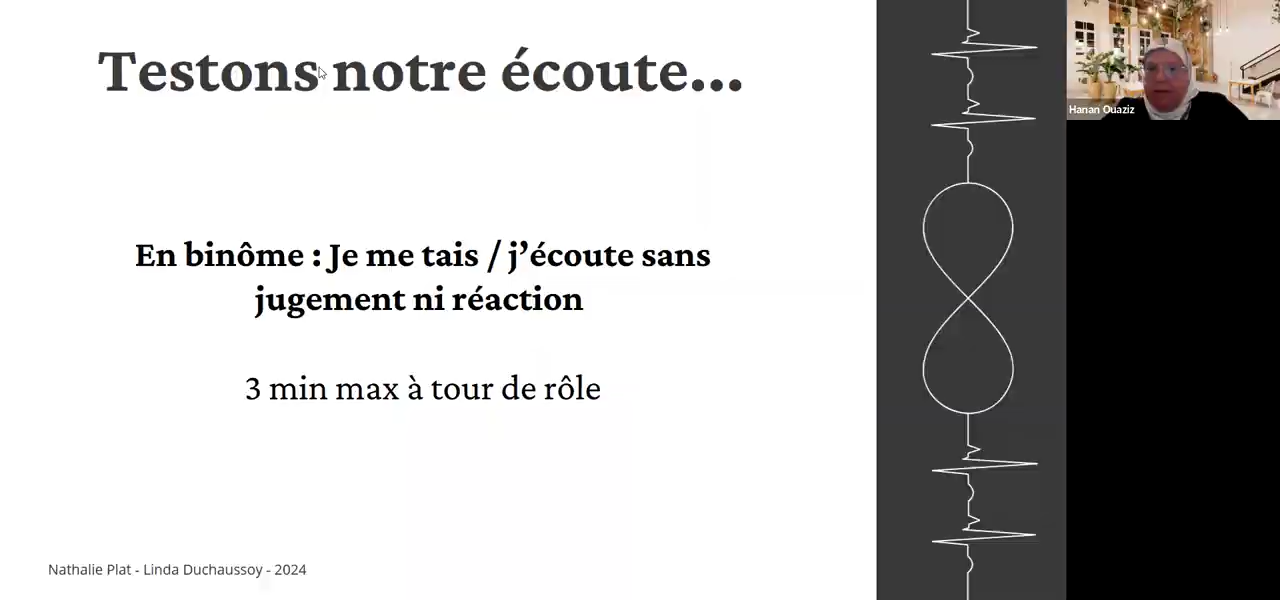 Testons notre écoute...
En binôme : Je me tais / j’écoute sans
jugement ni réaction
3 min max à tour de rôle
Nathalie Plat - Linda Duchaussoy - 2024
Hanan Ouaziz